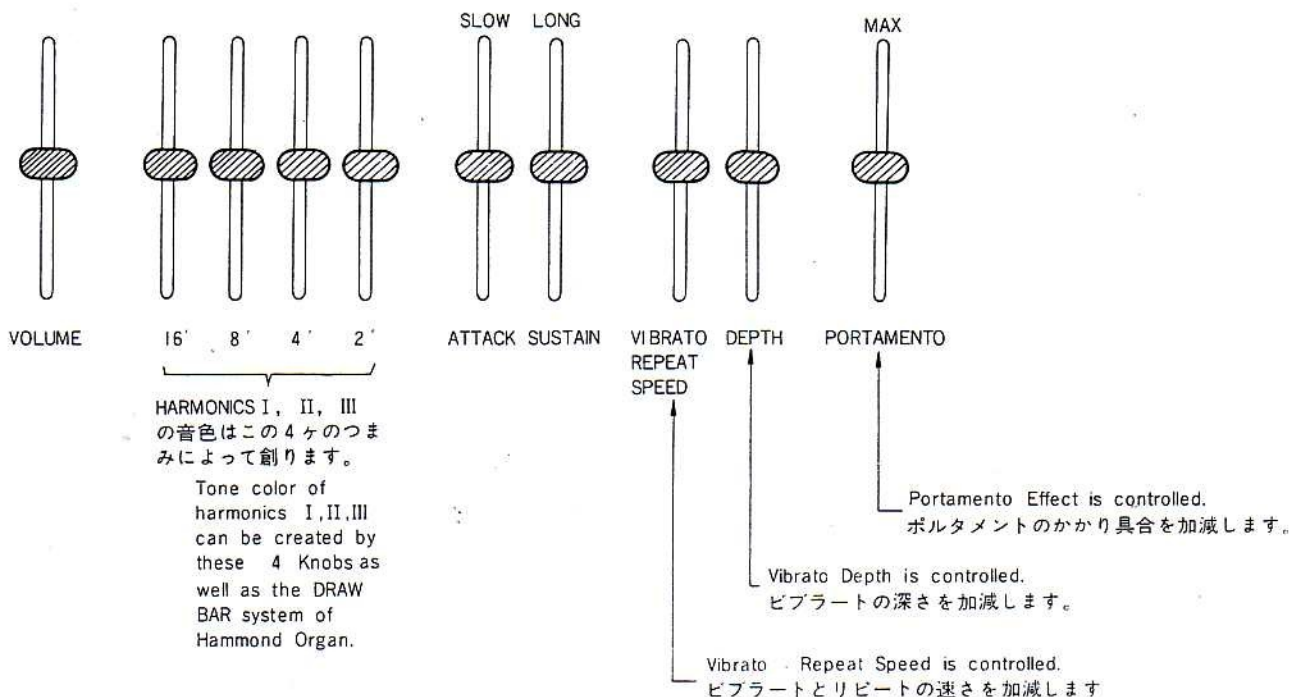 SLOW LONG MAX
VOLUME 16' 8' 4' 2' ATTACK SUSTAIN VIBRATO DEPTH PORTAMENTO
REPEAT
SPEED
HARMONICS I, II, III
の音色はこの4ヶのつま
みによって創ります。
Tone color of
harmonics I,II,III
can be created by
these 4 Knobs as
well as the DRAW
BAR system of
Hammond Organ.
Portamento Effect is controlled.
ポルタメントのかかり具合を加減します。
Vibrato Depth is controlled.
ビブラートの深さを加減します。
Vibrato Repeat Speed is controlled.
ビブラートとリピートの速さを加減します